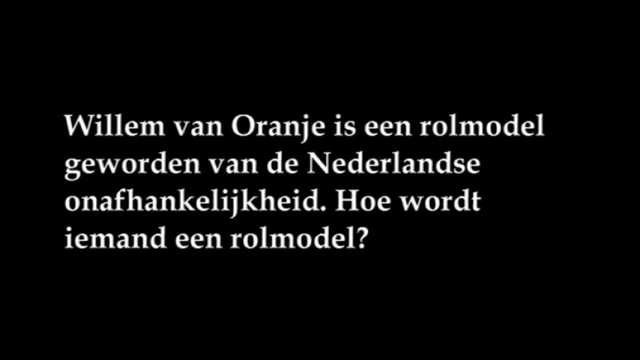 Willem van Oranje is een rolmodel
geworden van de Nederlandse
onafhankelijkheid. Hoe wordt
iemand een rolmodel?